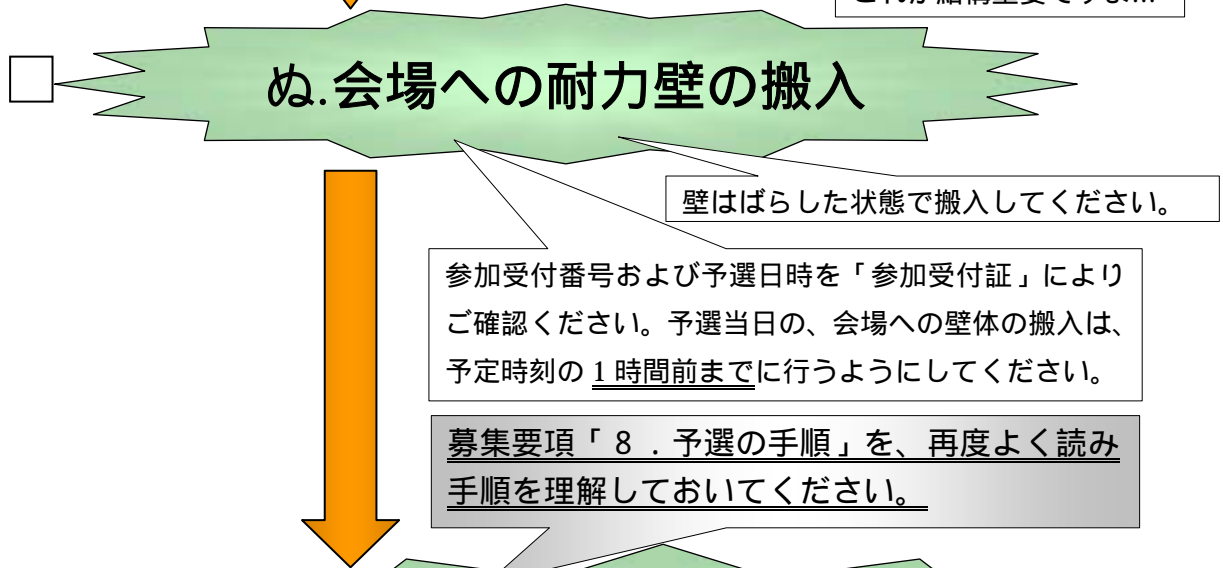 ぬ.会場への耐力壁の搬入
壁はばらした状態で搬入してください。
参加受付番号および予選日時を「参加受付証」により
ご確認ください。予選当日の、会場への壁体の搬入は、
予定時刻の 1 時間前までに行うようにしてください。
募集要項「８．予選の手順」を、再度よく読み
手順を理解しておいてください。